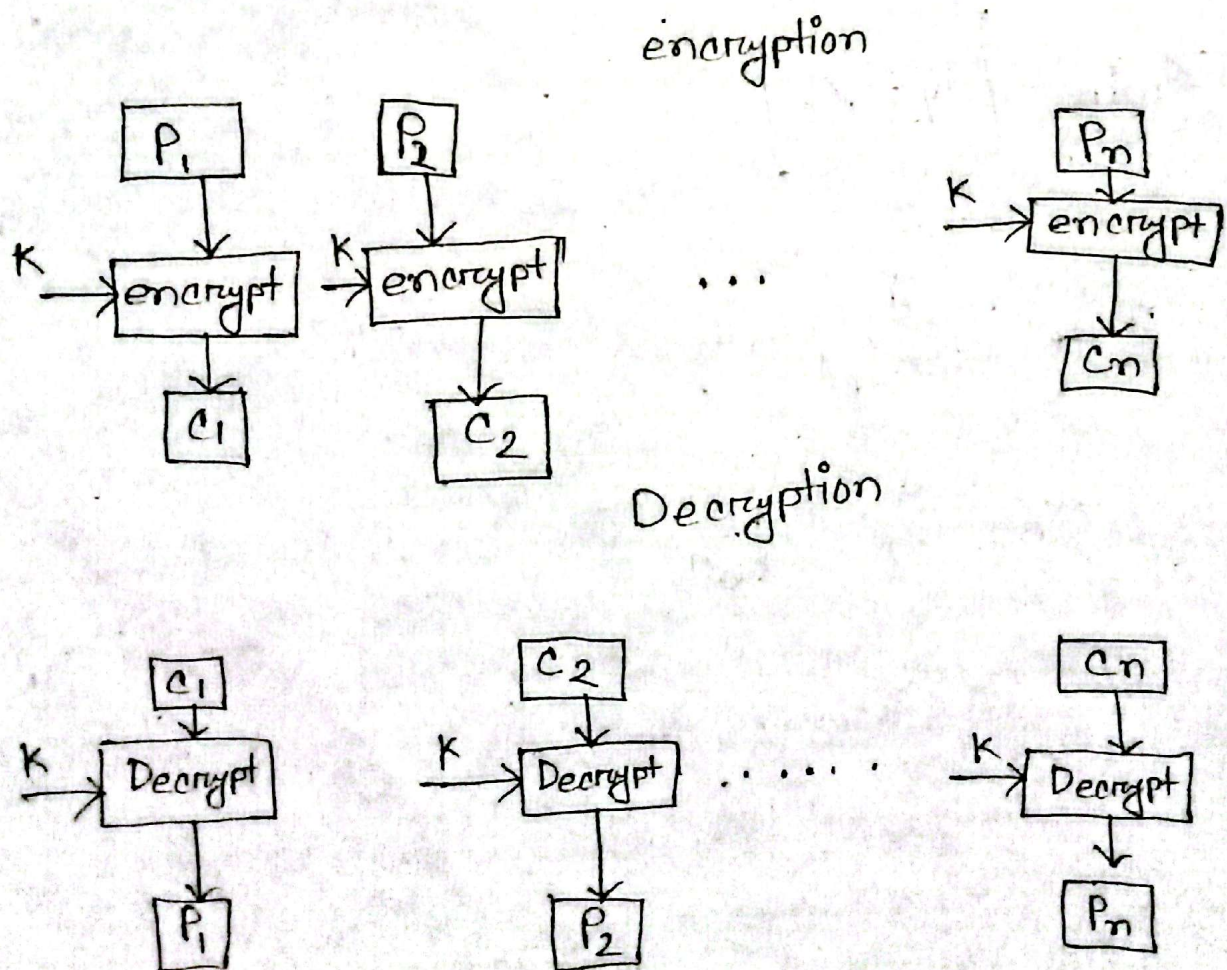 encryption
P1 P2 Pn
K encrypt K encrypt ... K encrypt
C1 C2 Cn
Decryption
C1 C2 Cn
K Decrypt K Decrypt ...... K Decrypt
P1 P2 Pn